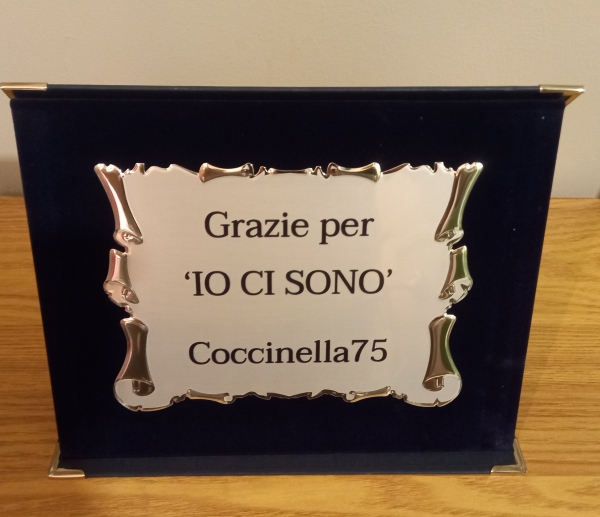 Grazie per
‘IO CI SONO’
Coccinella75